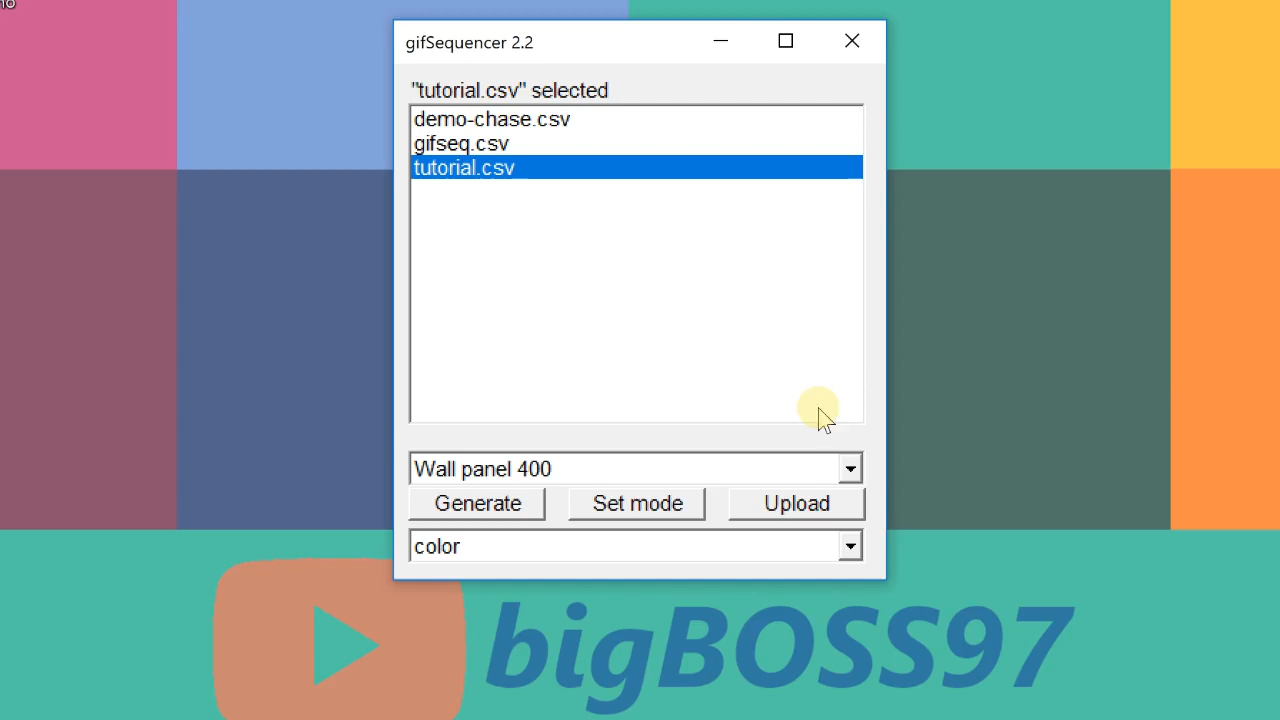 gifSequencer 2.2
"tutorial.csv" selected
demo-chase.csv
gifseq.csv
tutorial.csv
Wall panel 400
Generate Set mode Upload
color
bigBOSS97